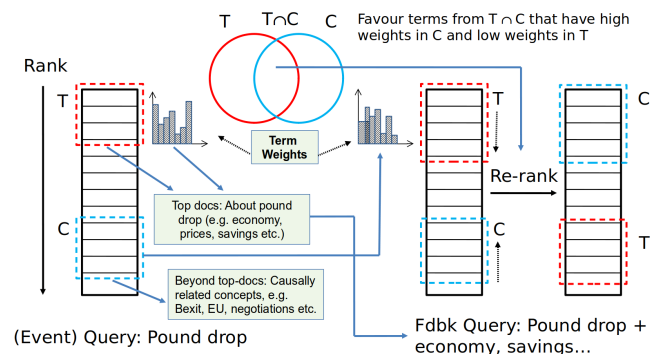 T
T∩C
C
Favour terms from T ∩ C that have high
weights in C and low weights in T
Rank
T
T
C
Term
Weights
Re-rank
Top docs: About pound
drop (e.g. economy,
prices, savings etc.)
C
C
T
Beyond top-docs: Causally
related concepts, e.g.
Bexit, EU, negotiations etc.
(Event) Query: Pound drop
Fdbk Query: Pound drop +
economy, savings...